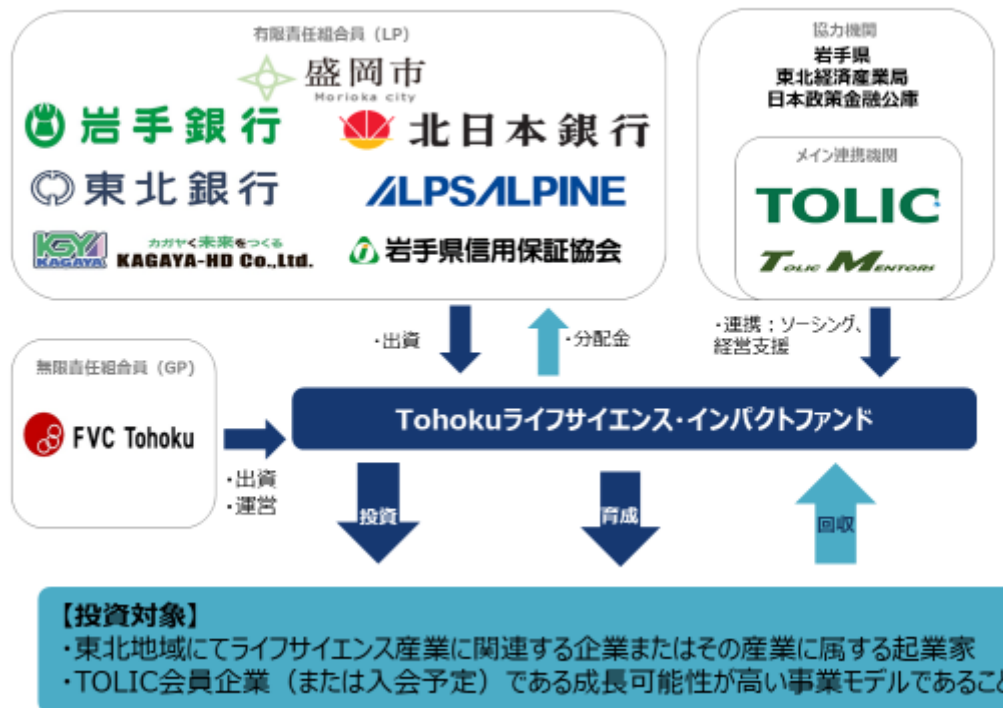 有限責任組合員(LP)
盛岡市
Morioka city
岩手銀行
北日本銀行
東北銀行
ALPSALPINE
KGY
KAGAYA
カガヤく未来をつくる
KAGAYA-HD Co.,Ltd.
岩手県信用保証協会
協力機関
岩手県
東北経済産業局
日本政策金融公庫
メイン連携機関
TOLIC
TOLIC MENTORS
・出資
・分配金
・連携:ソーシング、
経営支援
無限責任組合員(GP)
FVC Tohoku
・出資
・運営
Tohokuライフサイエンス・インパクトファンド
投資
育成
回収
【投資対象】
・東北地域にてライフサイエンス産業に関連する企業またはその産業に属する起業家
・TOLIC会員企業(または入会予定)である成長可能性が高い事業モデルであること